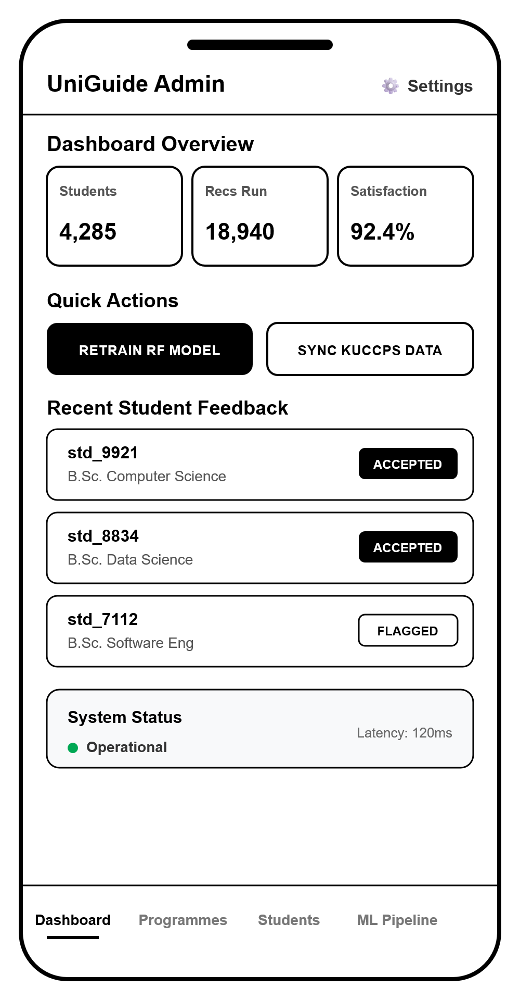 UniGuide Admin
⚙️ Settings
Dashboard Overview
Students
4,285
Recs Run
18,940
Satisfaction
92.4%
Quick Actions
RETRAIN RF MODEL
SYNC KUCCPS DATA
Recent Student Feedback
std_9921
B.Sc. Computer Science
ACCEPTED
std_8834
B.Sc. Data Science
ACCEPTED
std_7112
B.Sc. Software Eng
FLAGGED
System Status
Operational
Latency: 120ms
Dashboard
Programmes
Students
ML Pipeline